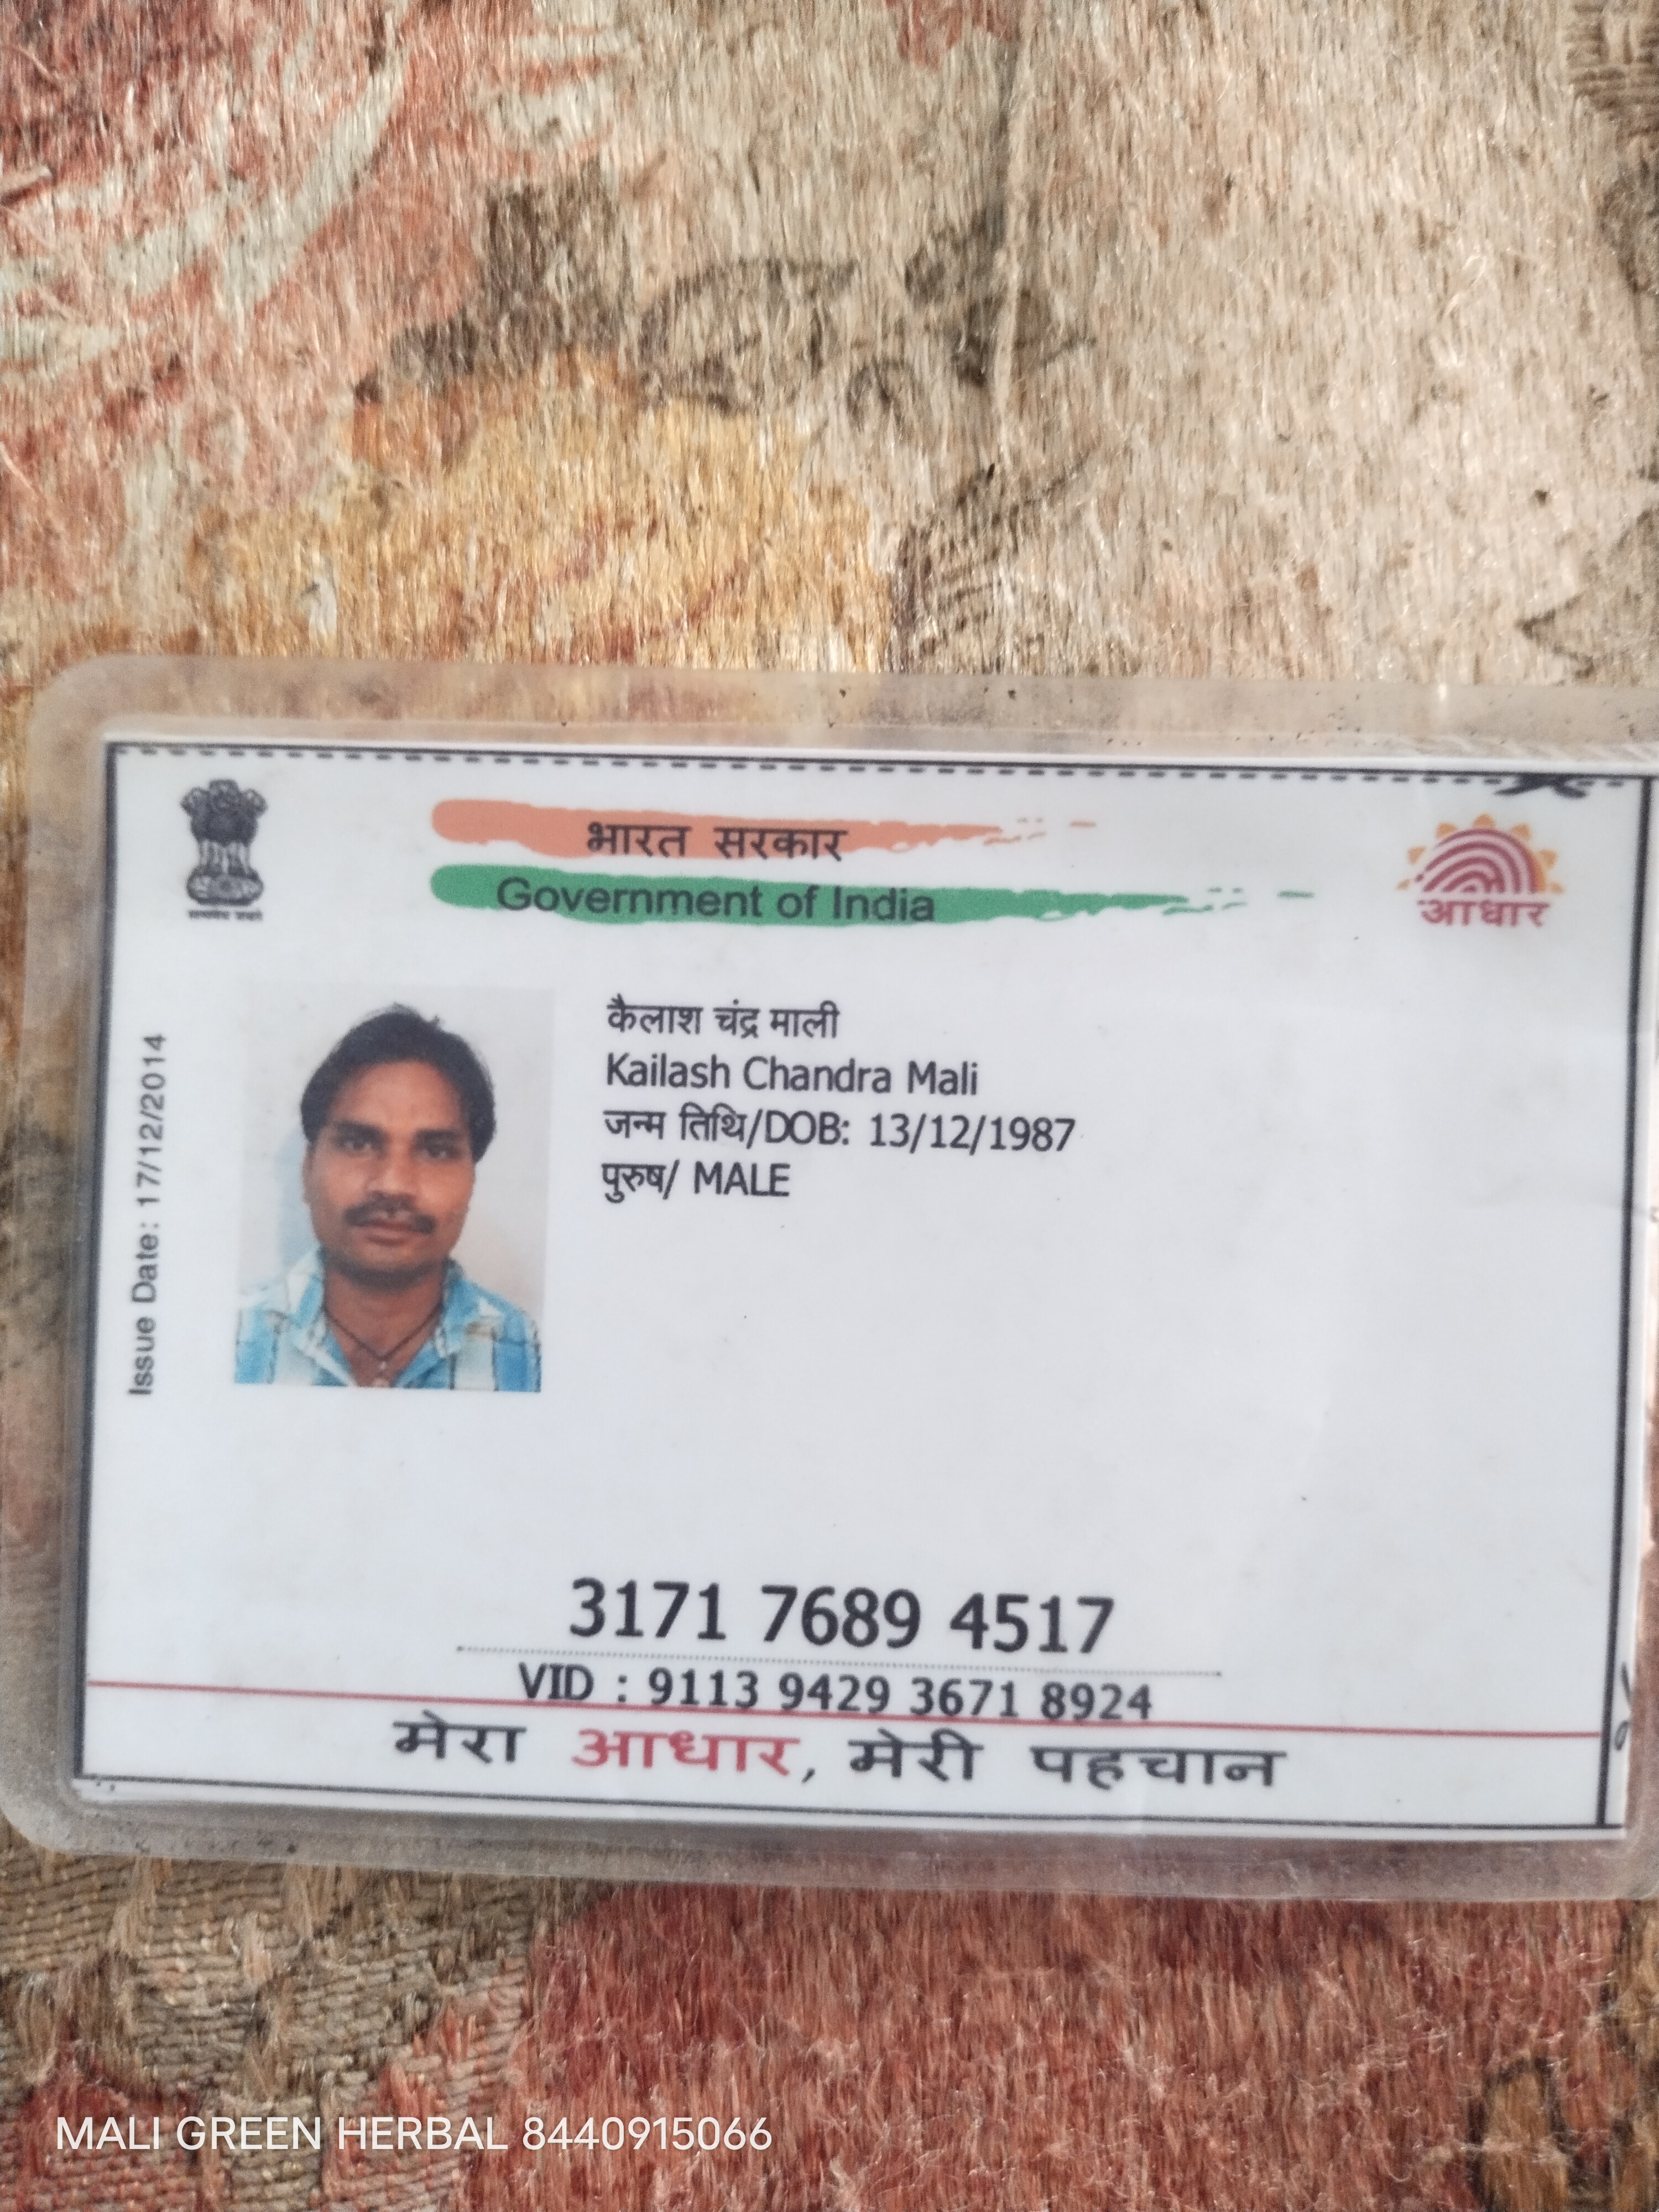 भारत सरकार
Government of India
आधार
Issue Date: 17/12/2014
कैलाश चंद्र माली
Kailash Chandra Mali
जन्म तिथि/DOB: 13/12/1987
पुरुष/ MALE
3171 7689 4517
VID : 9113 9429 3671 8924
मेरा आधार, मेरी पहचान
MALI GREEN HERBAL 8440915066